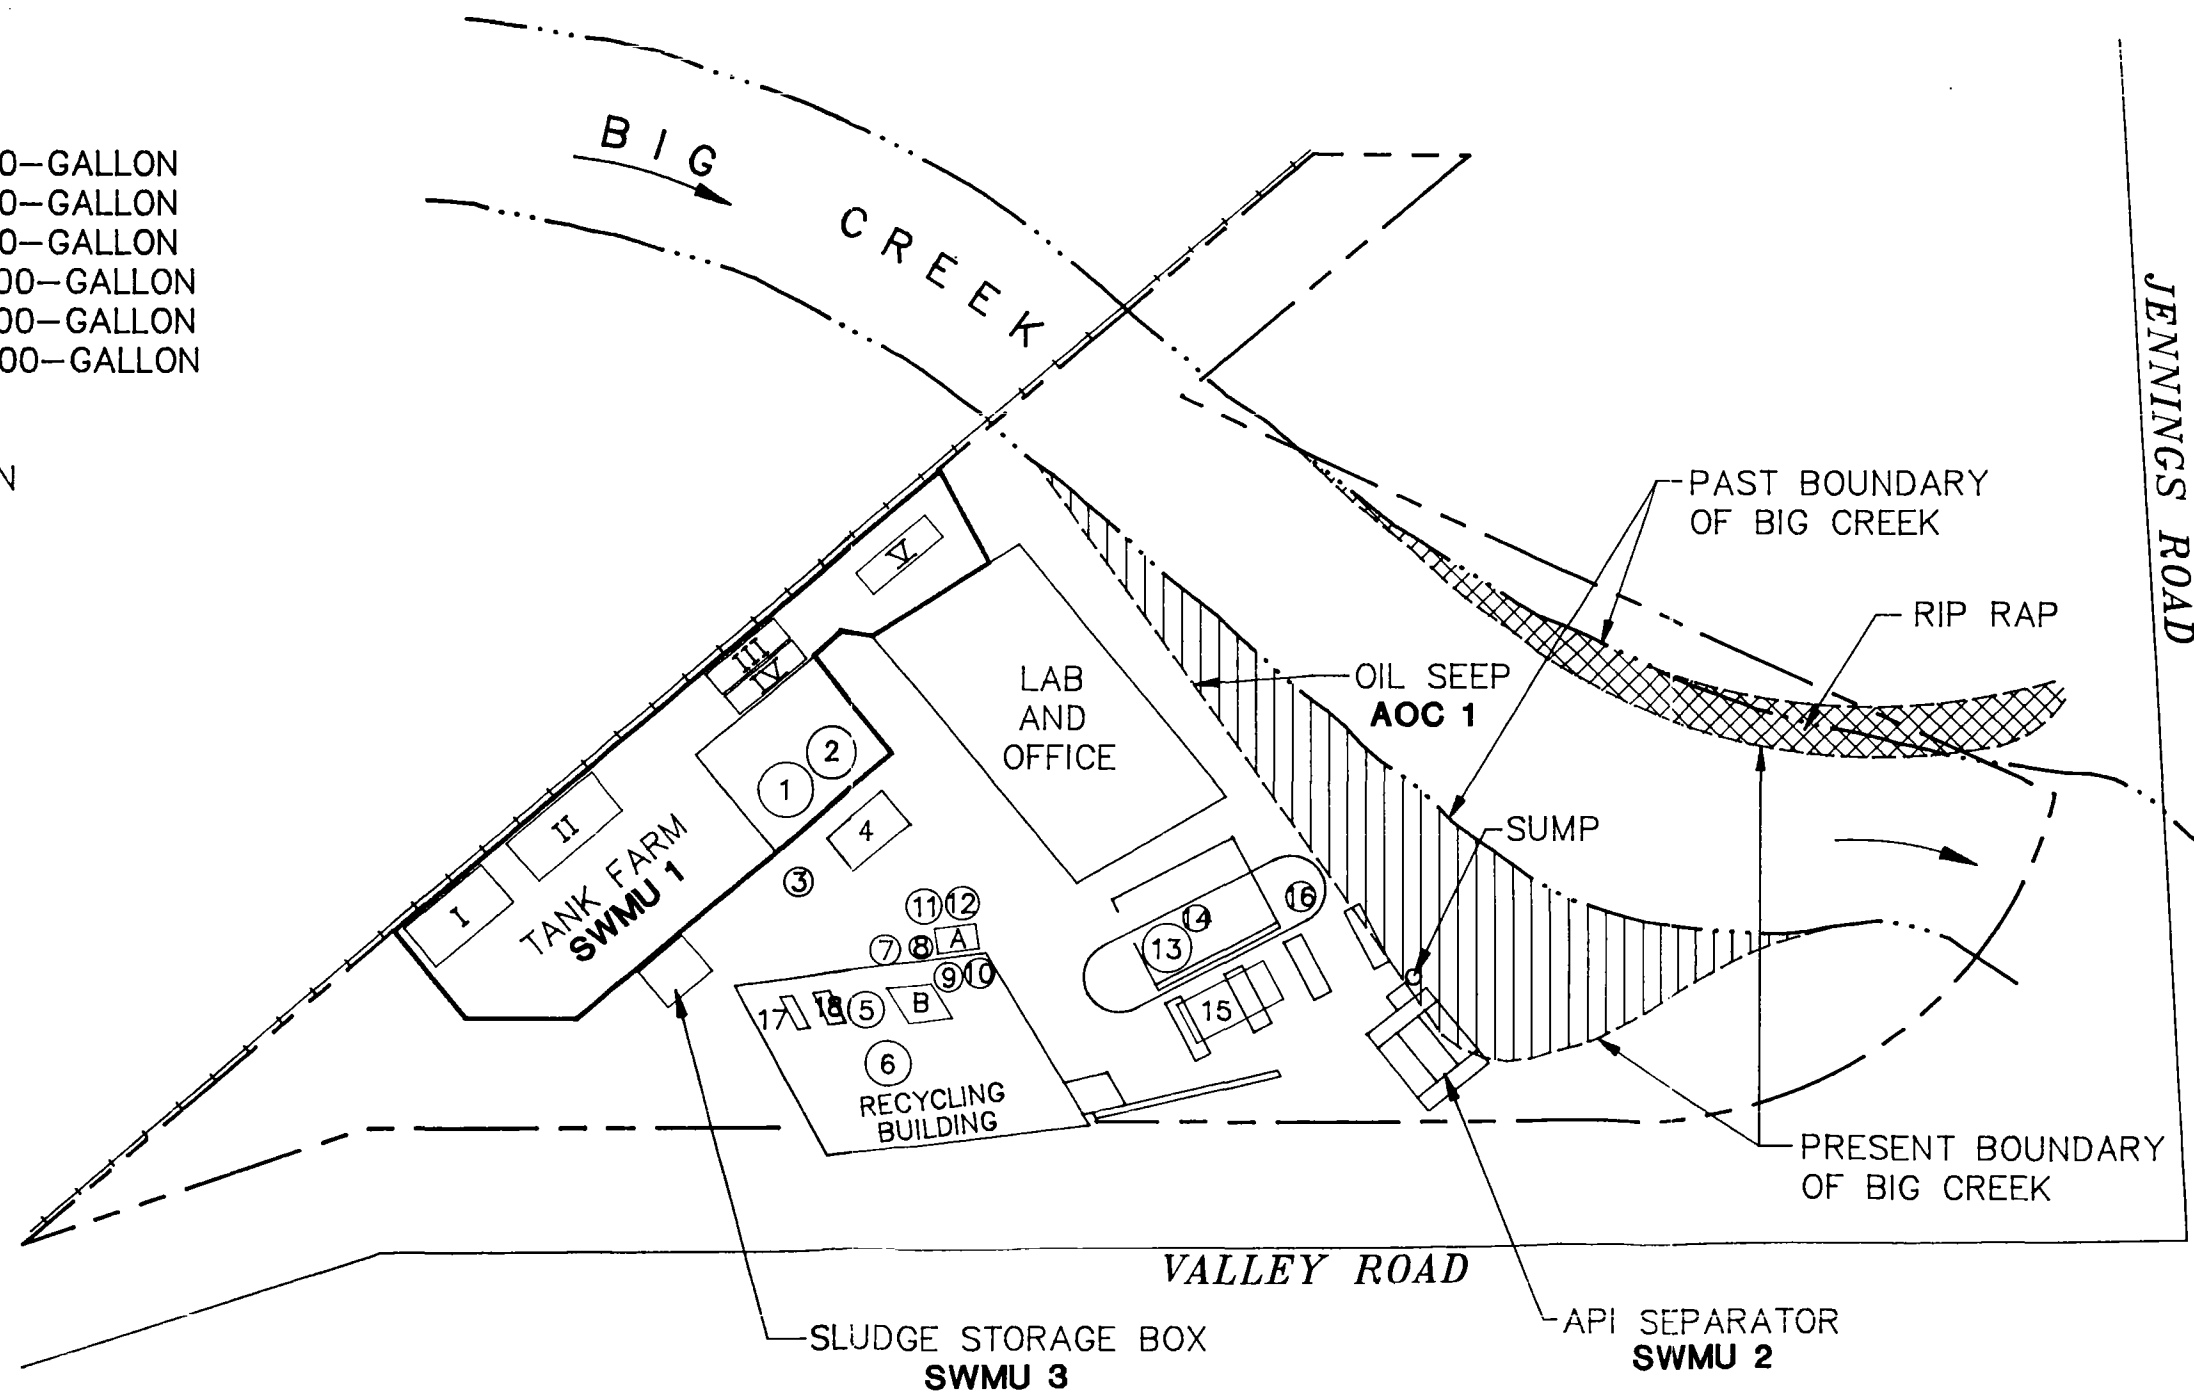 0-GALLON
0-GALLON
0-GALLON
00-GALLON
00-GALLON
00-GALLON
N
BIG
CREEK
JENNINGS ROAD
PAST BOUNDARY
OF BIG CREEK
RIP RAP
OIL SEEP
AOC 1
SUMP
LAB
AND
OFFICE
V
III
IV
II
I
TANK FARM
SWMU 1
1
2
3
4
11
12
7
8
A
9
10
17
18
5
B
6
RECYCLING
BUILDING
13
14
16
15
PRESENT BOUNDARY
OF BIG CREEK
VALLEY ROAD
SLUDGE STORAGE BOX
SWMU 3
API SEPARATOR
SWMU 2